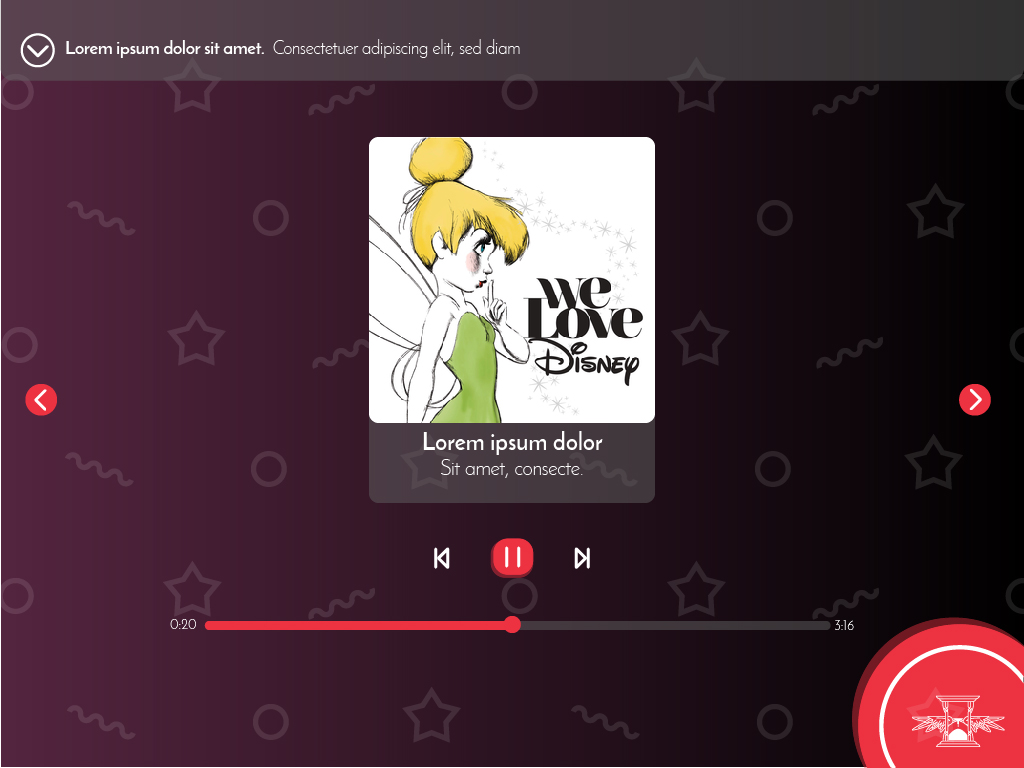 Lorem ipsum dolor sit amet. Consectetuer adipiscing elit, sed diam
we
Love
Disney
Lorem ipsum dolor
Sit amet, consecte.
0:20
3:16